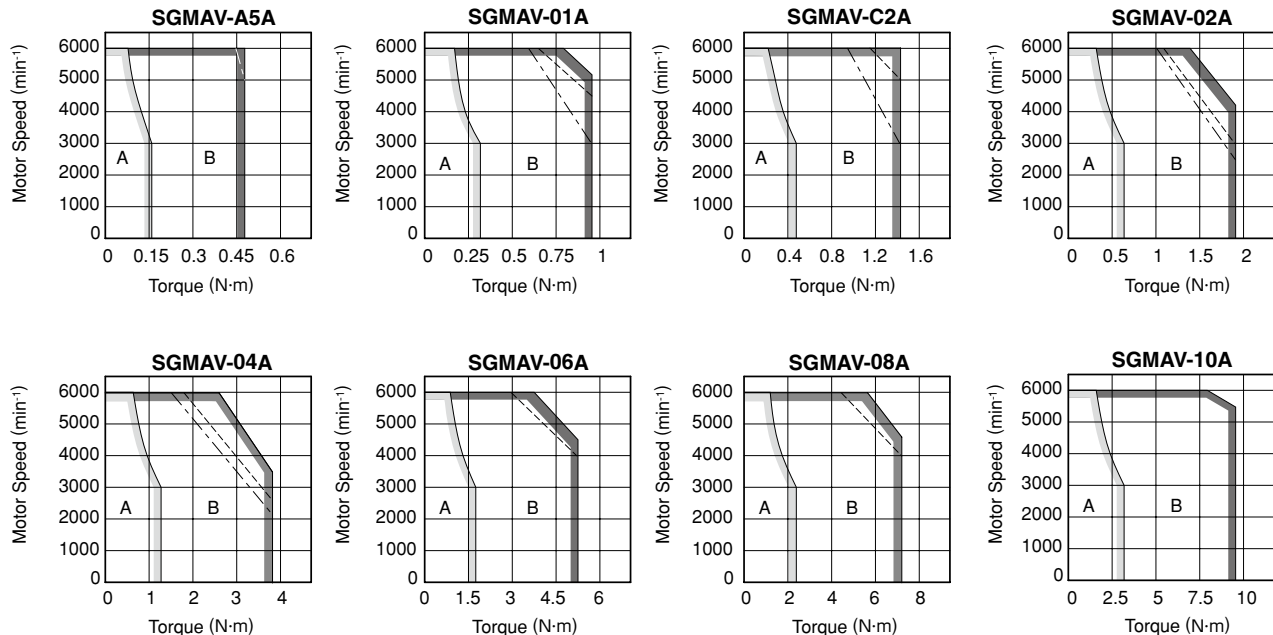 SGMAV-A5A
Motor Speed (min⁻¹)
6000
5000
4000
3000
2000
1000
0
A
B
0 0.15 0.3 0.45 0.6
Torque (N·m)
SGMAV-01A
Motor Speed (min⁻¹)
6000
5000
4000
3000
2000
1000
0
A
B
0 0.25 0.5 0.75 1
Torque (N·m)
SGMAV-C2A
Motor Speed (min⁻¹)
6000
5000
4000
3000
2000
1000
0
A
B
0 0.4 0.8 1.2 1.6
Torque (N·m)
SGMAV-02A
Motor Speed (min⁻¹)
6000
5000
4000
3000
2000
1000
0
A
B
0 0.5 1 1.5 2
Torque (N·m)
SGMAV-04A
Motor Speed (min⁻¹)
6000
5000
4000
3000
2000
1000
0
A
B
0 1 2 3 4
Torque (N·m)
SGMAV-06A
Motor Speed (min⁻¹)
6000
5000
4000
3000
2000
1000
0
A
B
0 1.5 3 4.5 6
Torque (N·m)
SGMAV-08A
Motor Speed (min⁻¹)
6000
5000
4000
3000
2000
1000
0
A
B
0 2 4 6 8
Torque (N·m)
SGMAV-10A
Motor Speed (min⁻¹)
6000
5000
4000
3000
2000
1000
0
A
B
0 2.5 5 7.5 10
Torque (N·m)